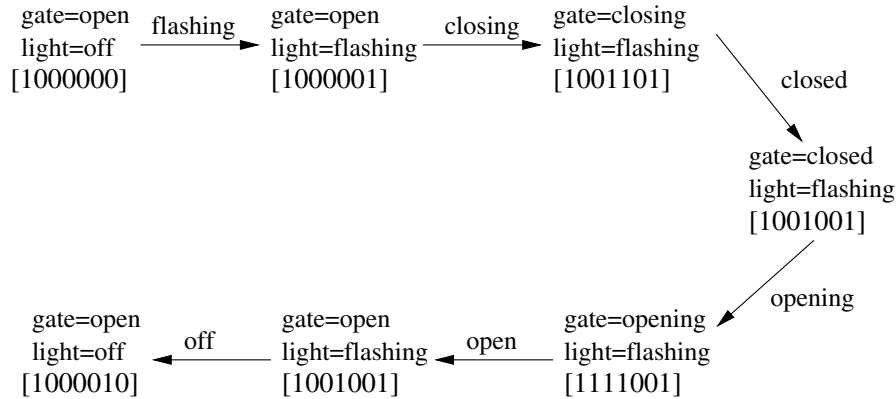 gate=open
light=off
[1000000]
flashing
gate=open
light=flashing
[1000001]
closing
gate=closing
light=flashing
[1001101]
closed
gate=closed
light=flashing
[1001001]
opening
gate=opening
light=flashing
[1111001]
open
gate=open
light=flashing
[1001001]
off
gate=open
light=off
[1000010]